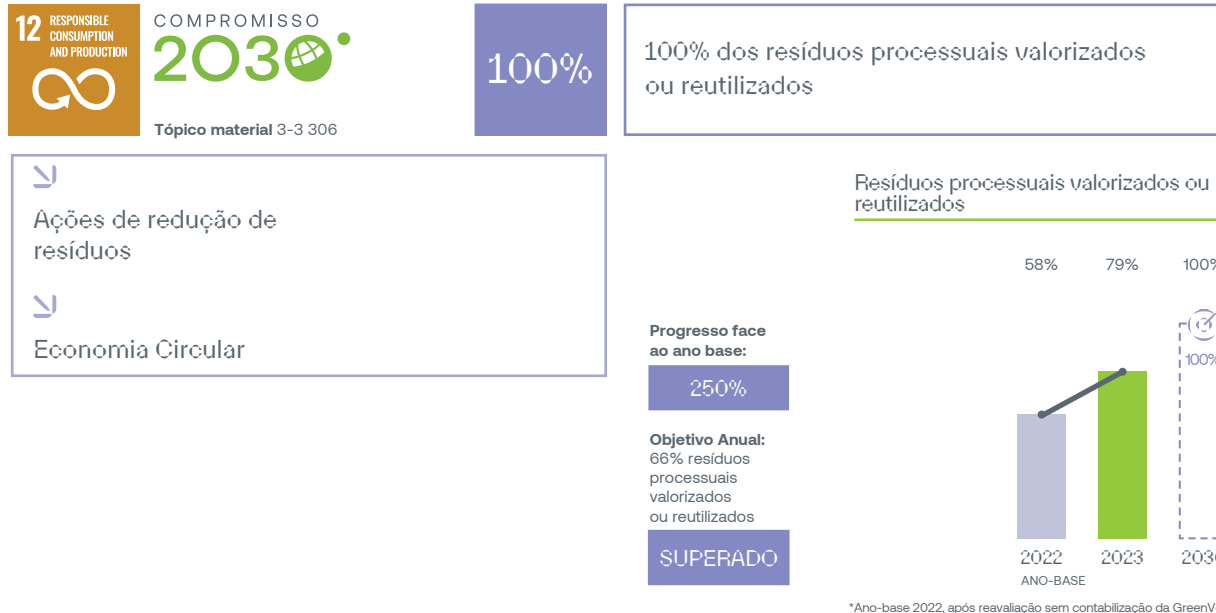 12 RESPONSIBLE
CONSUMPTION
AND PRODUCTION
COMPROMISSO
2030
Tópico material 3-3 306
100%
100% dos resíduos processuais valorizados
ou reutilizados
Ações de redução de
resíduos
Economia Circular
Resíduos processuais valorizados ou
reutilizados
58% 79% 100%
100%
Progresso face
ao ano base:
250%
Objetivo Anual:
66% resíduos
processuais
valorizados
ou reutilizados
SUPERADO
2022 2023 2030
ANO-BASE
*Ano-base 2022, após reavaliação sem contabilização da